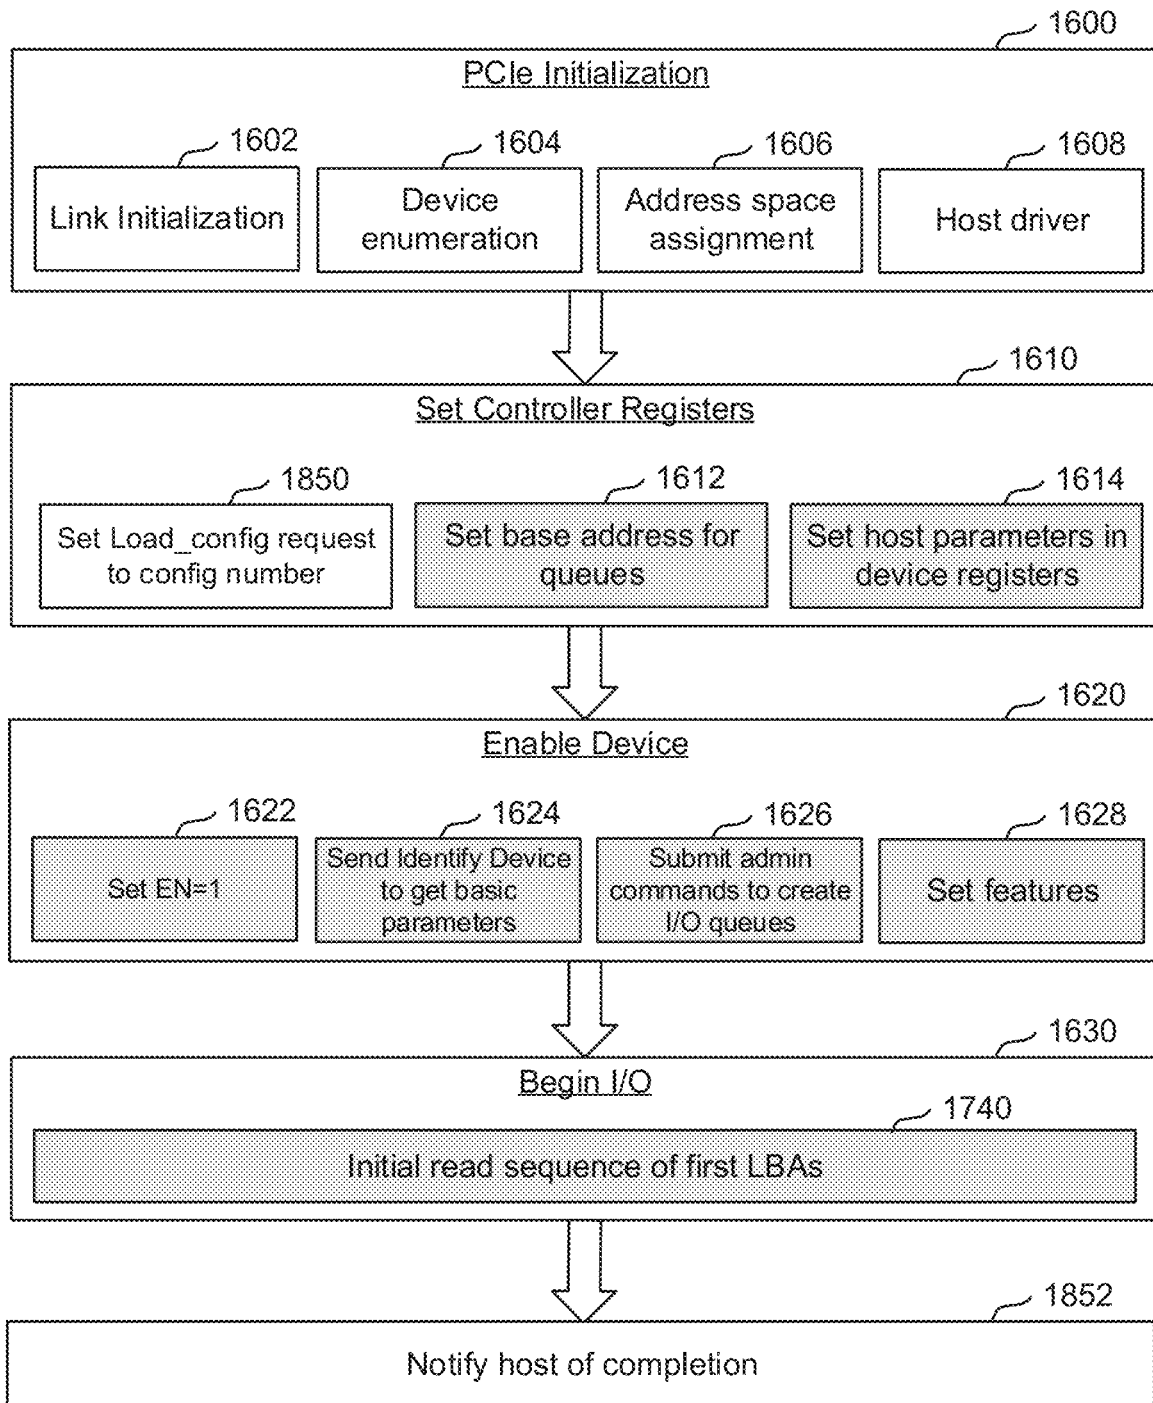 1600
PCIe Initialization
1602
1604
1606
1608
Link Initialization
Device
enumeration
Address space
assignment
Host driver
1610
Set Controller Registers
1850
1612
1614
Set Load_config request
to config number
Set base address for
queues
Set host parameters in
device registers
1620
Enable Device
1622
1624
1626
1628
Set EN=1
Send Identify Device
to get basic
parameters
Submit admin
commands to create
I/O queues
Set features
1630
Begin I/O
1740
Initial read sequence of first LBAs
1852
Notify host of completion